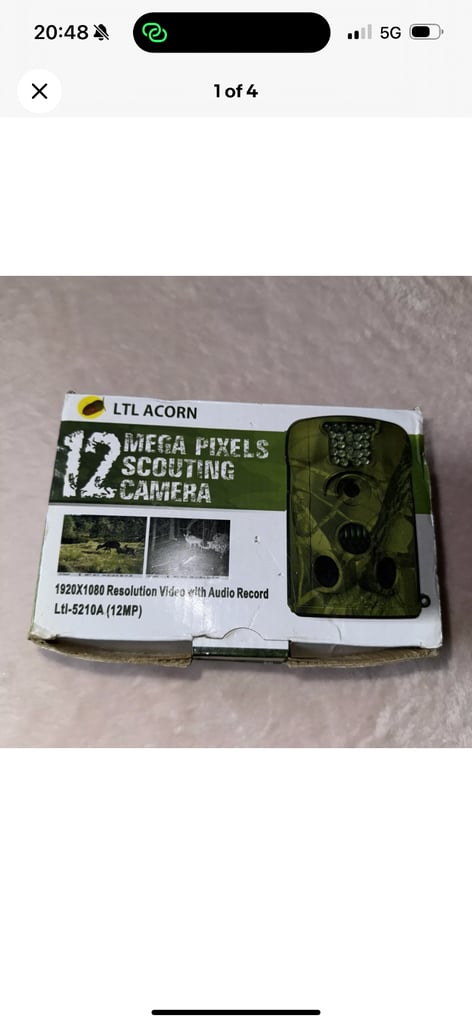 20:48
5G
1 of 4
LTL ACORN
12 MEGA PIXELS
SCOUTING
CAMERA
1920X1080 Resolution Video with Audio Record
Ltl-5210A (12MP)